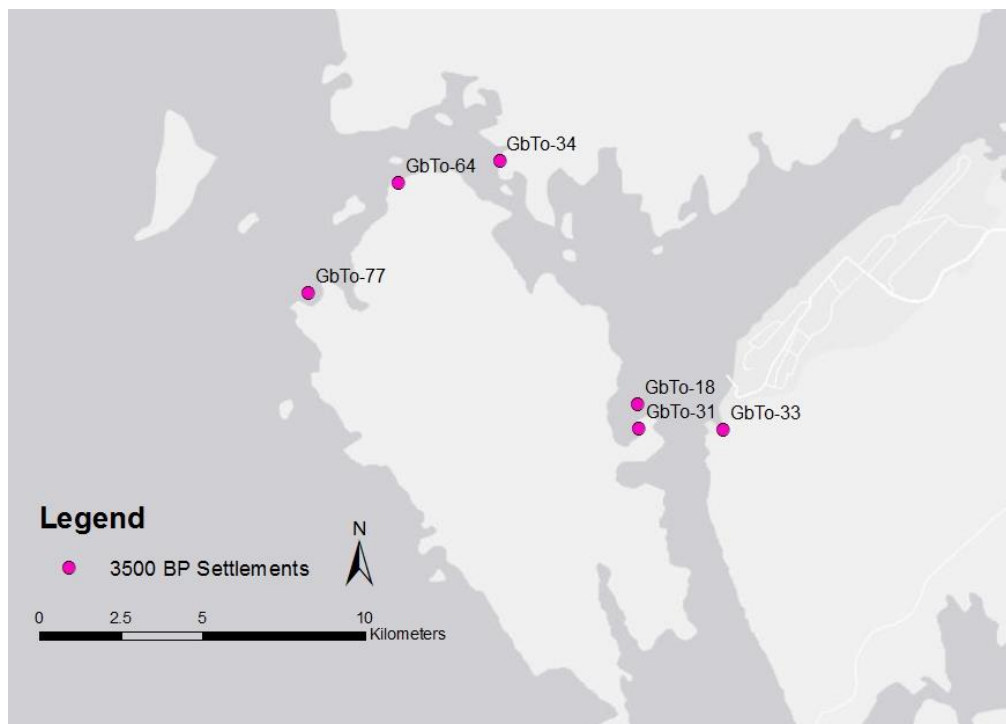 GbTo-34
GbTo-64
GbTo-77
GbTo-18
GbTo-31
GbTo-33
Legend
N
3500 BP Settlements
0 2.5 5 10
Kilometers